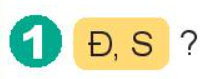 1 Đ, S ?